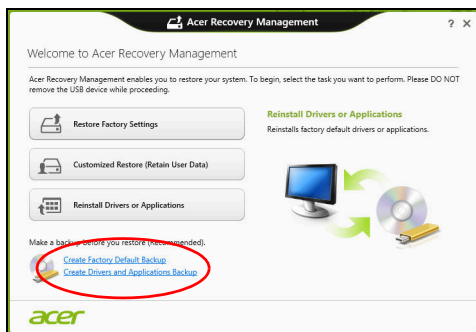 Acer Recovery Management
? X
Welcome to Acer Recovery Management
Acer Recovery Management enables you to restore your system. To begin, select the task you want to perform. Please DO NOT
remove the USB device while proceeding.
Restore Factory Settings
Customized Restore (Retain User Data)
Reinstall Drivers or Applications
Reinstall Drivers or Applications
Reinstalls factory default drivers or applications.
Make a backup before you restore (Recommended).
Create Factory Default Backup
Create Drivers and Applications Backup
acer